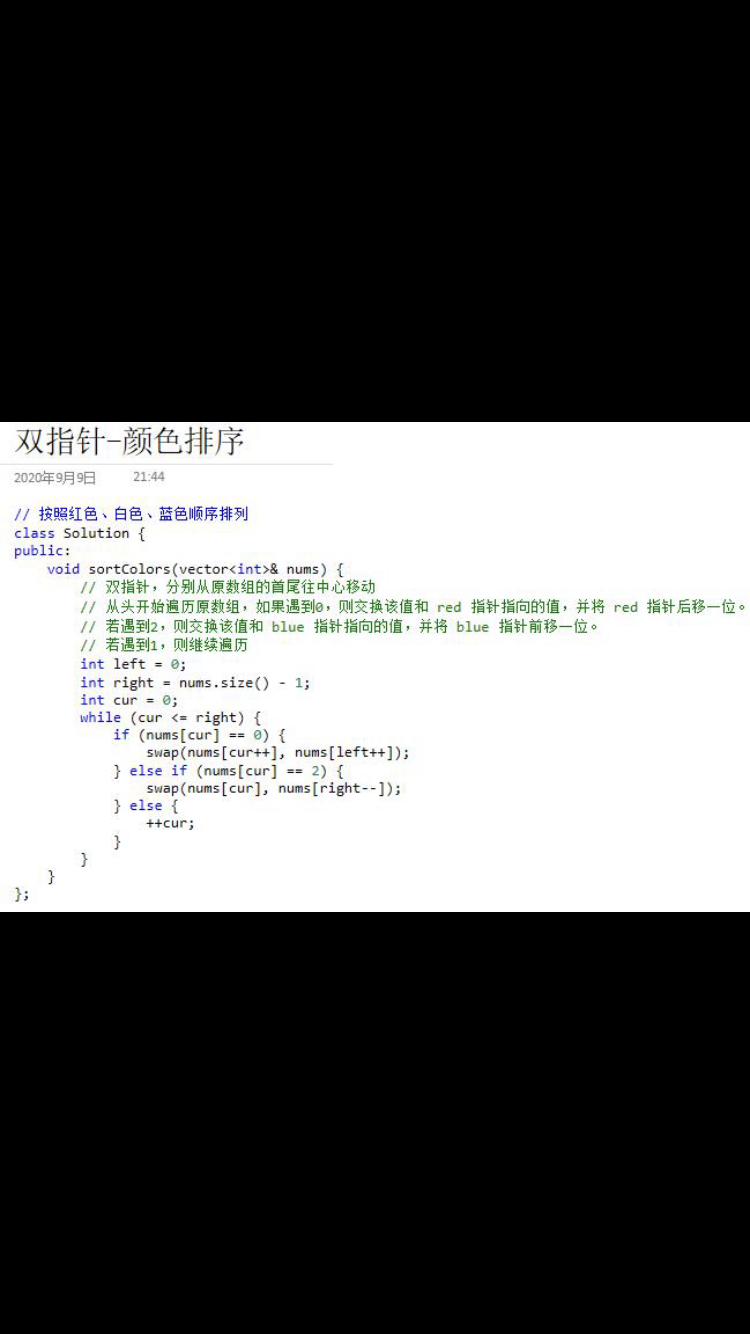 双指针-颜色排序
2020年9月9日 21:44
// 按照红色、白色、蓝色顺序排列
class Solution {
public:
    void sortColors(vector<int>& nums) {
        // 双指针，分别从原数组的首尾往中心移动
        // 从头开始遍历原数组，如果遇到0，则交换该值和 red 指针指向的值，并将 red 指针后移一位。
        // 若遇到2，则交换该值和 blue 指针指向的值，并将 blue 指针前移一位。
        // 若遇到1，则继续遍历
        int left = 0;
        int right = nums.size() - 1;
        int cur = 0;
        while (cur <= right) {
            if (nums[cur] == 0) {
                swap(nums[cur++], nums[left++]);
            } else if (nums[cur] == 2) {
                swap(nums[cur], nums[right--]);
            } else {
                ++cur;
            }
        }
    }
};